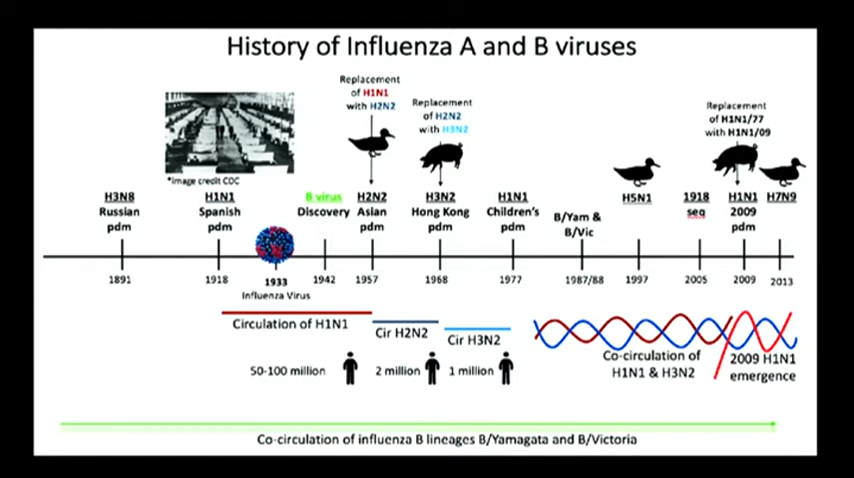 History of Influenza A and B viruses
Replacement
of H1N1
with H2N2
Replacement
of H2N2
with H3N2
Replacement
of H1N1/77
with H1N1/09
*Image credit CDC
H3N8
Russian
pdm
H1N1
Spanish
pdm
B virus
Discovery
H2N2
Asian
pdm
H3N2
Hong Kong
pdm
H1N1
Children's
pdm
B/Yam &
B/Vic
H5N1
1918
seq
H1N1
2009
pdm
H7N9
1891
1918
1933
Influenza Virus
1942
1957
1968
1977
1987/88
1997
2005
2009
2013
Circulation of H1N1
Cir H2N2
Cir H3N2
Co-circulation of
H1N1 & H3N2
2009 H1N1
emergence
50-100 million
2 million
1 million
Co-circulation of influenza B lineages B/Yamagata and B/Victoria